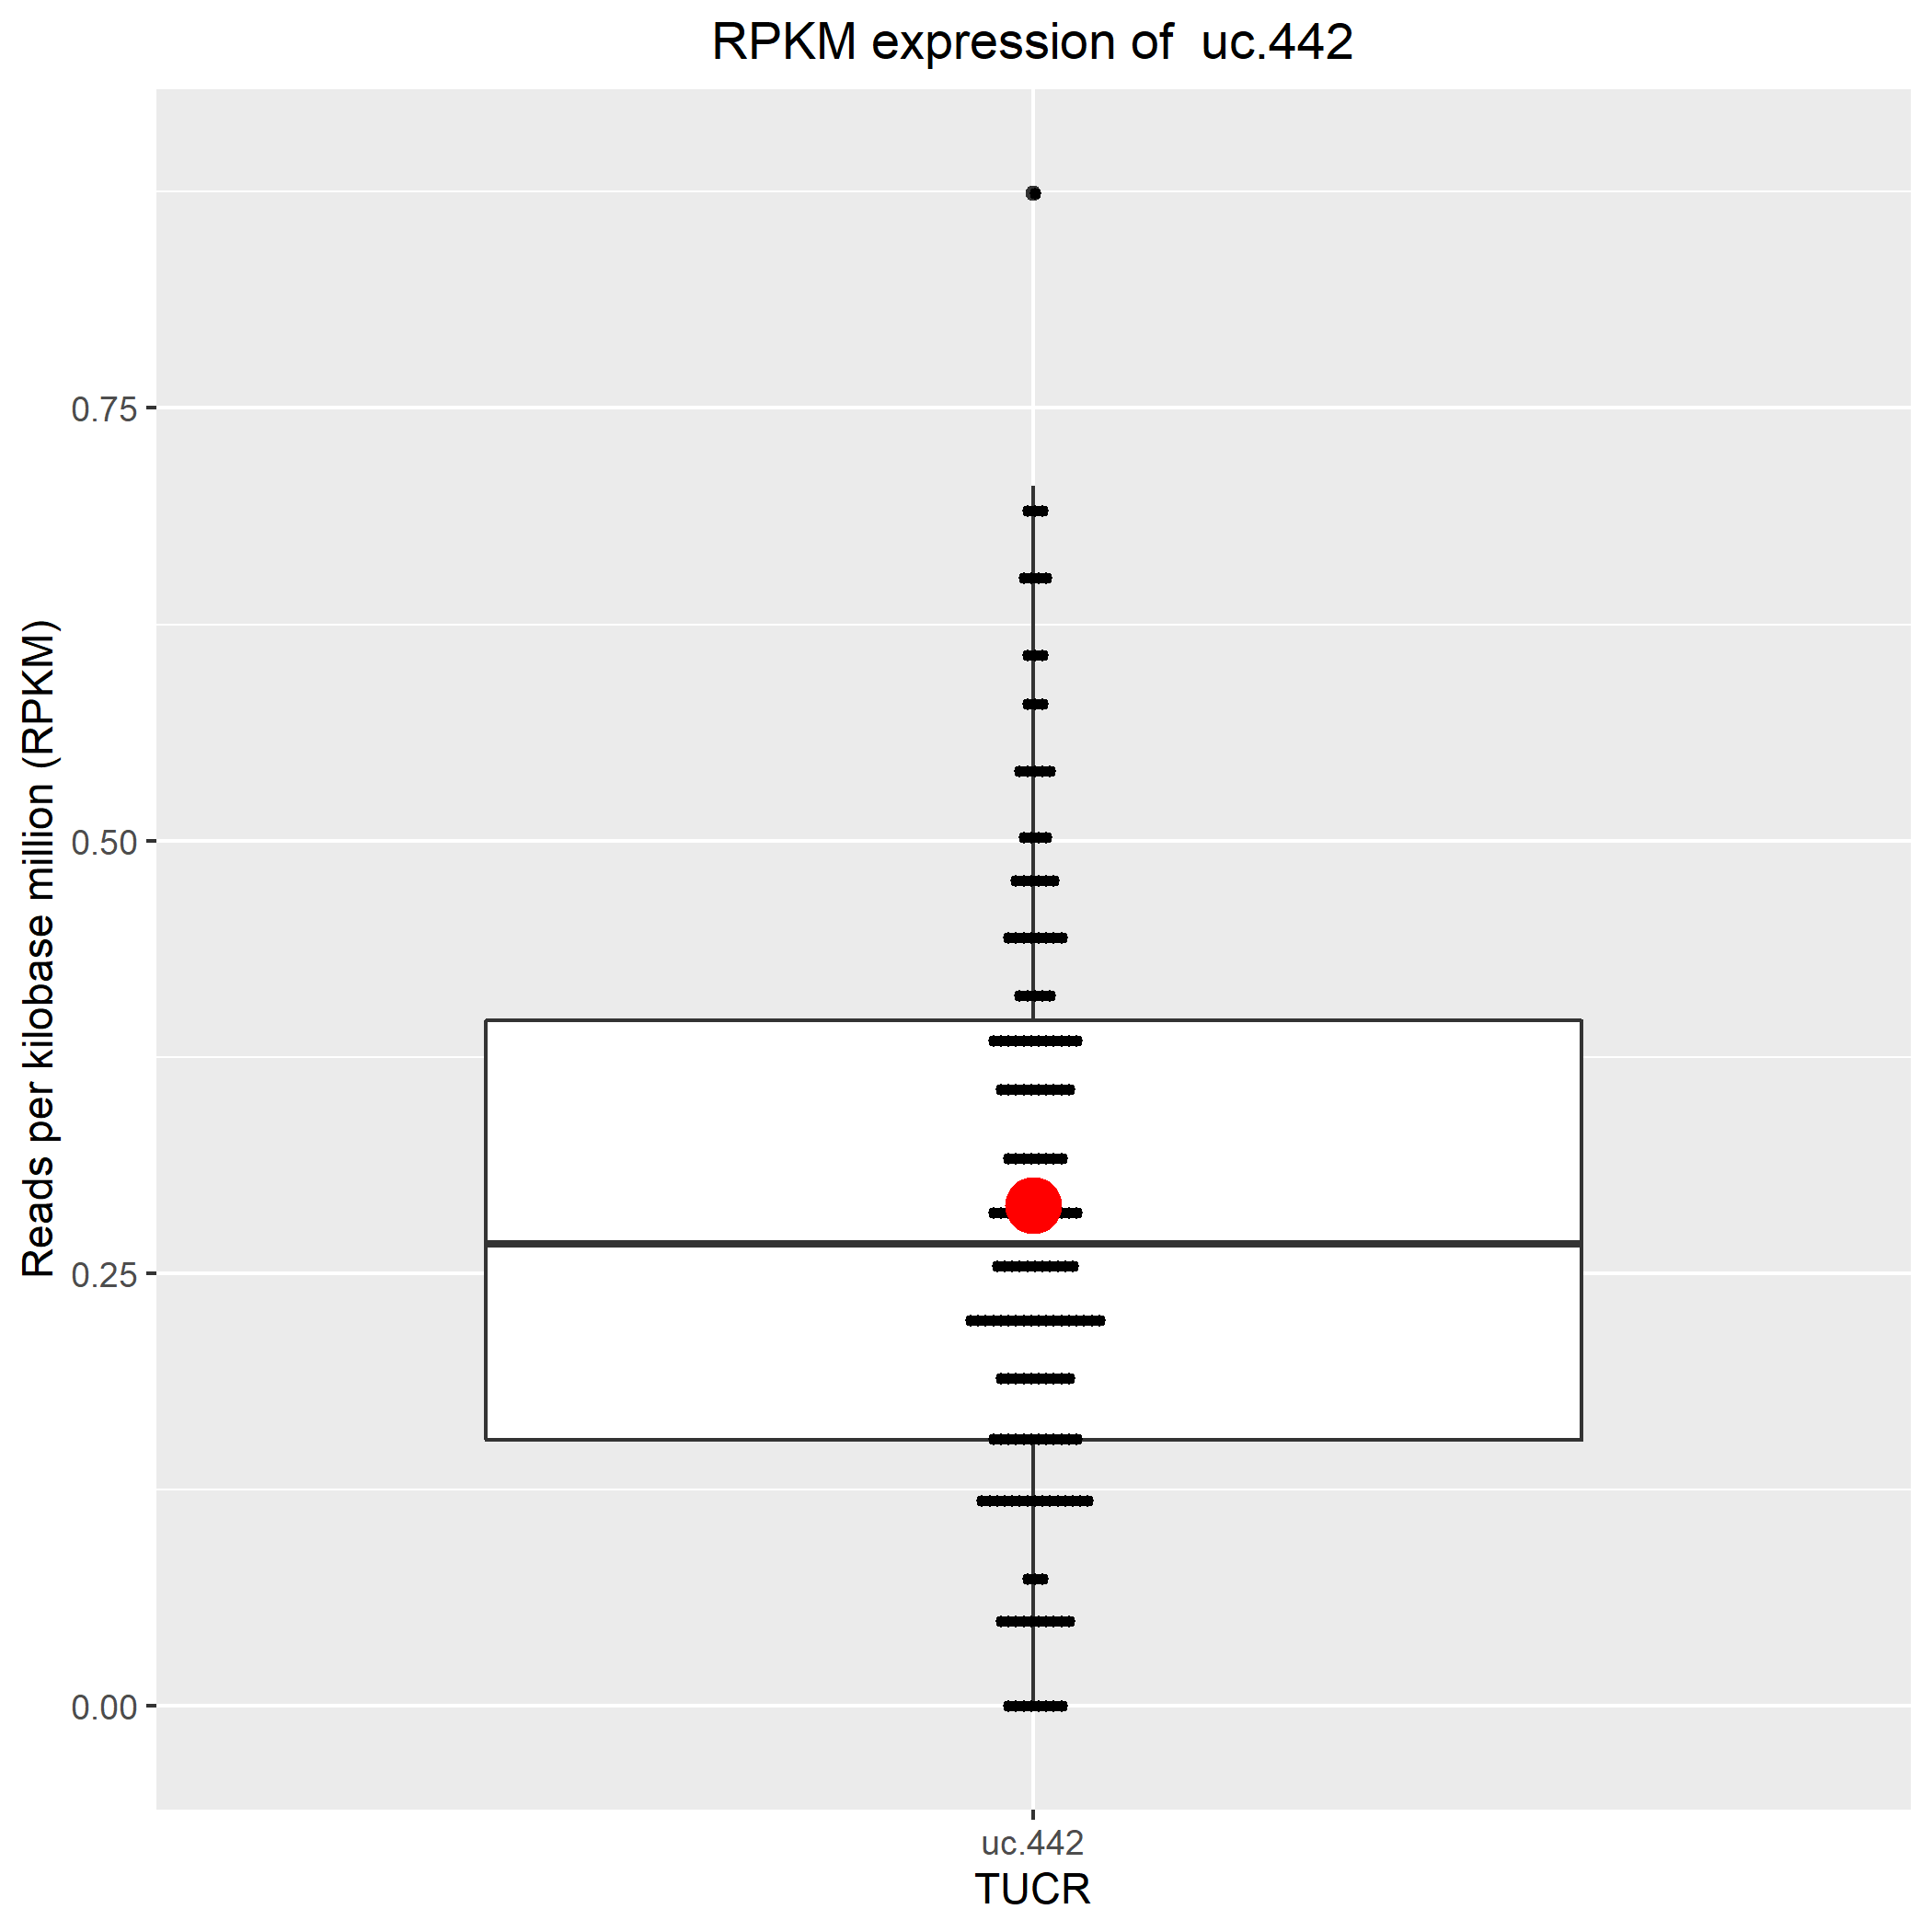 RPKM expression of  uc.442
Reads per kilobase million (RPKM)
0.75
0.50
0.25
0.00
uc.442
TUCR